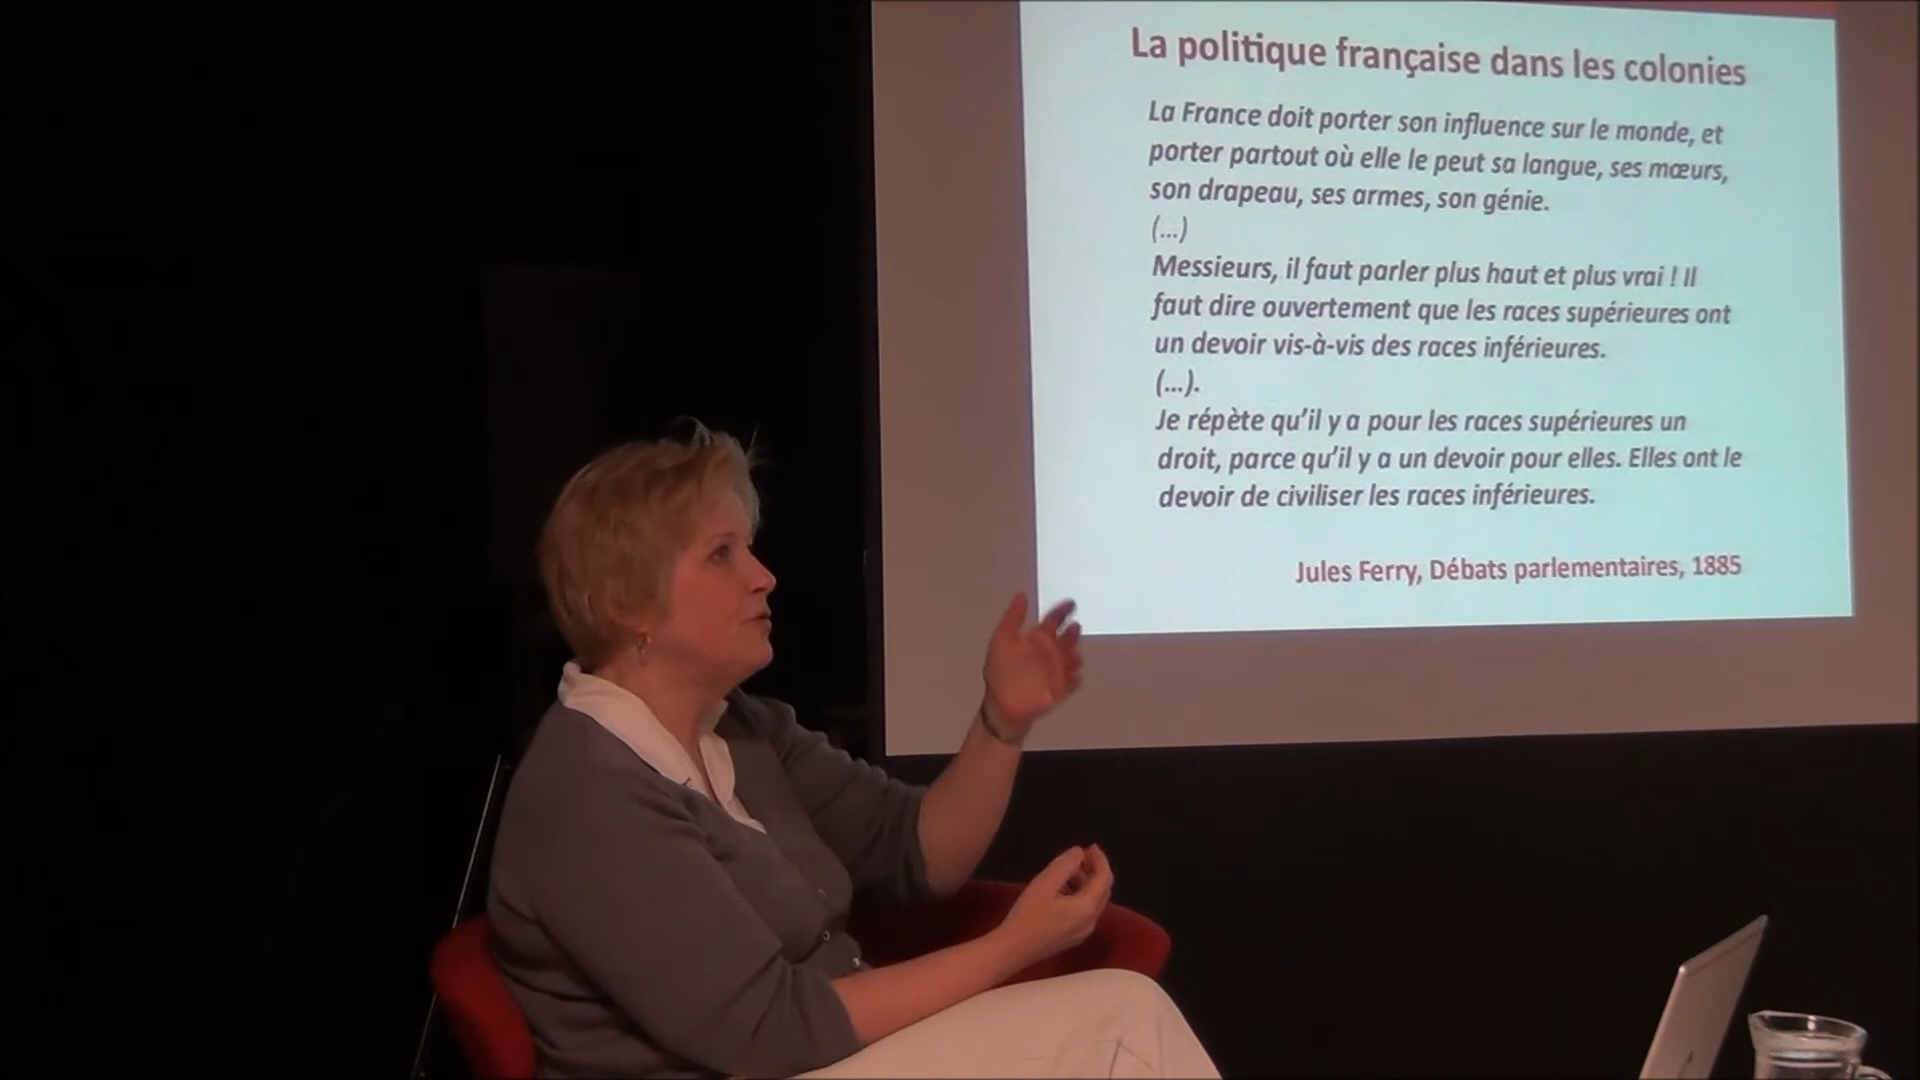 La politique française dans les colonies
La France doit porter son influence sur le monde, et
porter partout où elle le peut sa langue, ses mœurs,
son drapeau, ses armes, son génie.
(...)
Messieurs, il faut parler plus haut et plus vrai ! Il
faut dire ouvertement que les races supérieures ont
un devoir vis-à-vis des races inférieures.
(...).
Je répète qu'il y a pour les races supérieures un
droit, parce qu'il y a un devoir pour elles. Elles ont le
devoir de civiliser les races inférieures.
Jules Ferry, Débats parlementaires, 1885